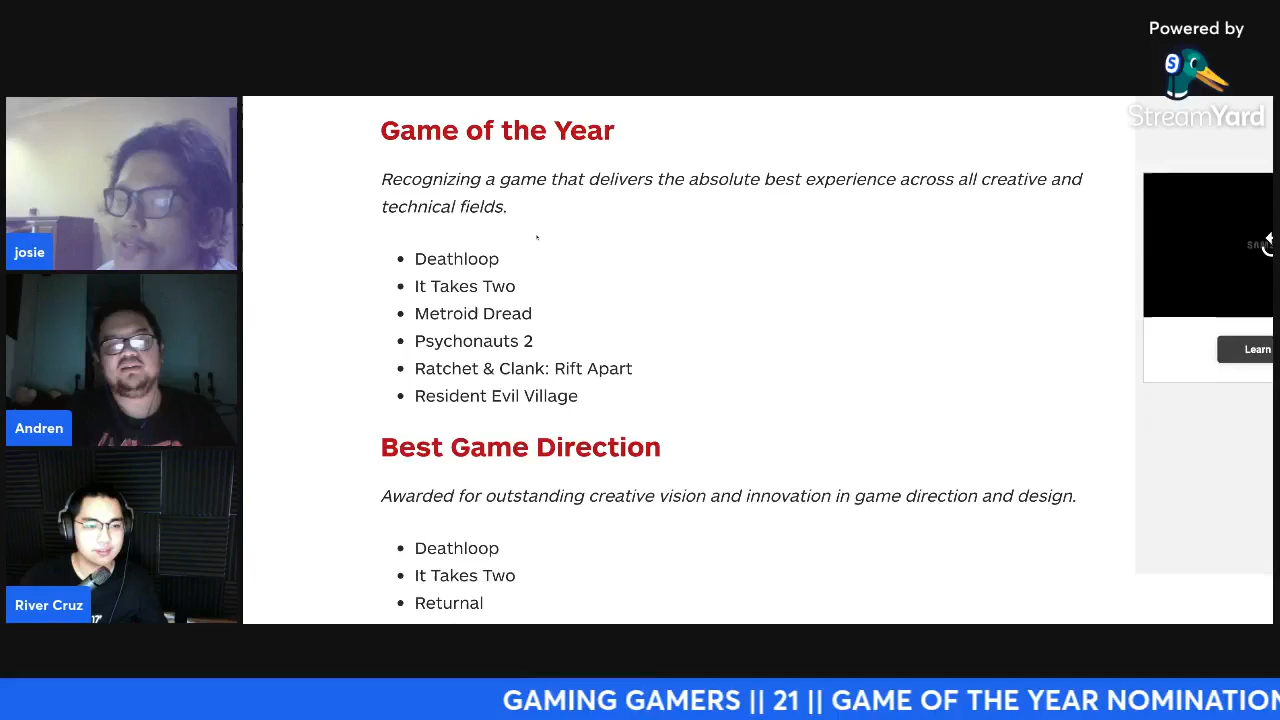 Powered by
StreamYard
Game of the Year
Recognizing a game that delivers the absolute best experience across all creative and
technical fields.
• Deathloop
• It Takes Two
• Metroid Dread
• Psychonauts 2
• Ratchet & Clank: Rift Apart
• Resident Evil Village
Best Game Direction
Awarded for outstanding creative vision and innovation in game direction and design.
• Deathloop
• It Takes Two
• Returnal
Learn
josie
Andren
River Cruz
GAMING GAMERS || 21 || GAME OF THE YEAR NOMINATION